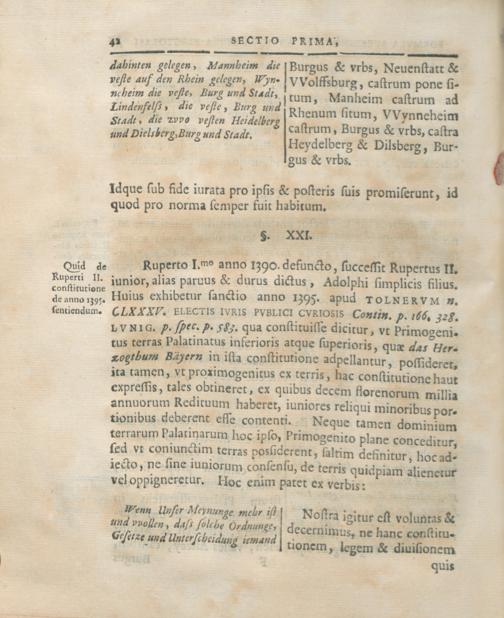 42 SECTIO PRIMA,
dahinten gelegen, Mannheim die
veſte auf den Rhein gelegen, Wyn-
ncheim die veſte, Burg und Stadt,
Lindenfelſs, die veſte, Burg und
Stadt, die zvvo veſten Heidelberg
und Dielsberg, Burg und Stadt.
Burgus & vrbs, Neuenſtatt &
VVolffsburg, caſtrum pone ſi-
tum, Manheim caſtrum ad
Rhenum ſitum, VVynneheim
caſtrum, Burgus & vrbs, caſtra
Heydelberg & Dilsberg, Bur-
gus & vrbs.
Idque ſub fide iurata pro ipſis & poſteris ſuis promiſerunt, id
quod pro norma ſemper fuit habitum.
§. XXI.
Quid de
Ruperti II.
conſtitutione
de anno 1395.
ſentiendum.
Ruperto I.mo anno 1390. defuncto, ſucceſſit Rupertus II.
iunior, alias paruus & durus dictus, Adolphi ſimplicis filius.
Huius exhibetur ſanctio anno 1395. apud TOLNERVM n.
CLXXXV. ELECTIS IVRIS PVBLICI CVRIOSIS Contin. p. 166. 328.
LVNIG. p. ſpec. p. 583. qua conſtituiſſe dicitur, vt Primogeni-
tus terras Palatinatus inferioris atque ſuperioris, quæ das Her-
zogthum Bäyern in iſta conſtitutione adpellantur, poſſideret,
ita tamen, vt proximogenitus ex terris, hac conſtitutione haut
expreſſis, tales obtineret, ex quibus decem florenorum millia
annuorum Redituum haberet, iuniores reliqui minoribus por-
tionibus deberent eſſe contenti. Neque tamen dominium
terrarum Palatinarum hoc ipſo, Primogenito plane conceditur,
ſed vt coniunctim terras poſſiderent, ſaltim definitur, hoc ad-
iecto, ne ſine iuniorum conſenſu, de terris quidpiam alienetur
vel oppigneretur. Hoc enim patet ex verbis:
Wenn Unſer Meynunge mehr iſt
und vvollen, daſs ſolche Ordnunge,
Geſetze und Unterſcheidung iemand
Noſtra igitur eſt voluntas &
decernimus, ne hanc conſtitu-
tionem, legem & diuiſionem
quis